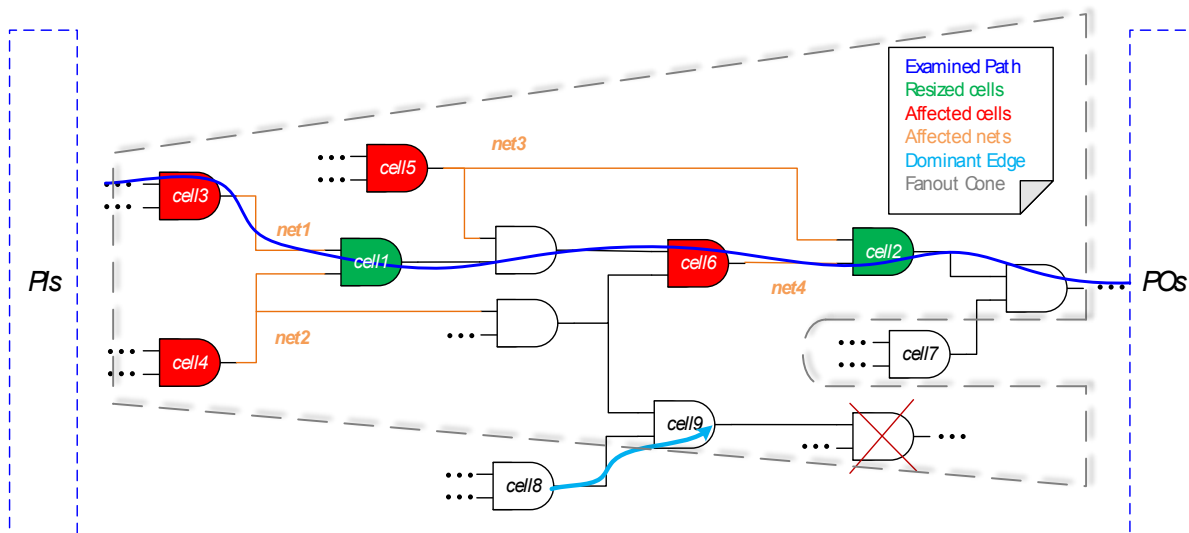 Examined Path
Resized cells
Affected cells
Affected nets
Dominant Edge
Fanout Cone
net3
cell5
cell3
net1
cell1
cell6
cell2
net4
PIs
POs
net2
cell4
cell7
cell9
cell8